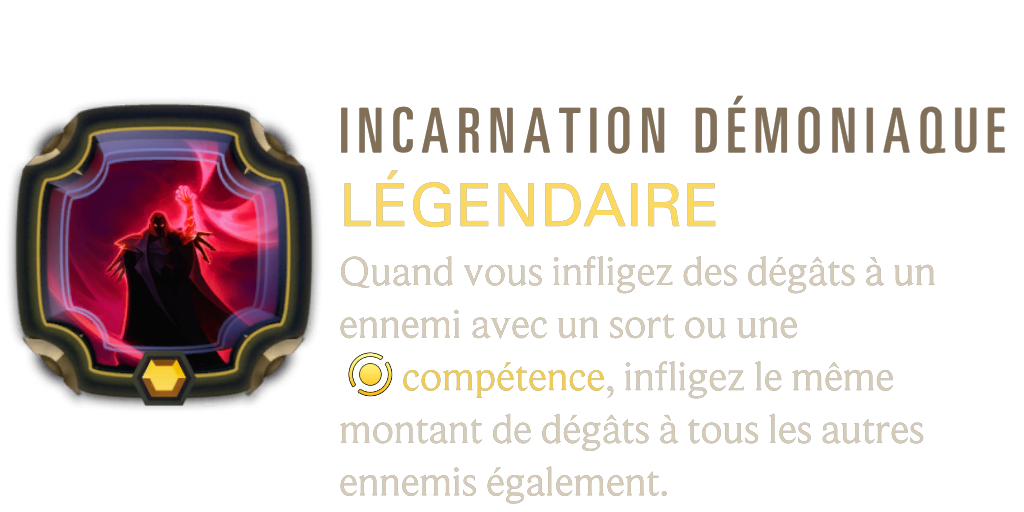 INCARNATION DÉMONIAQUE
LÉGENDAIRE
Quand vous infligez des dégâts à un
ennemi avec un sort ou une
compétence, infligez le même
montant de dégâts à tous les autres
ennemis également.